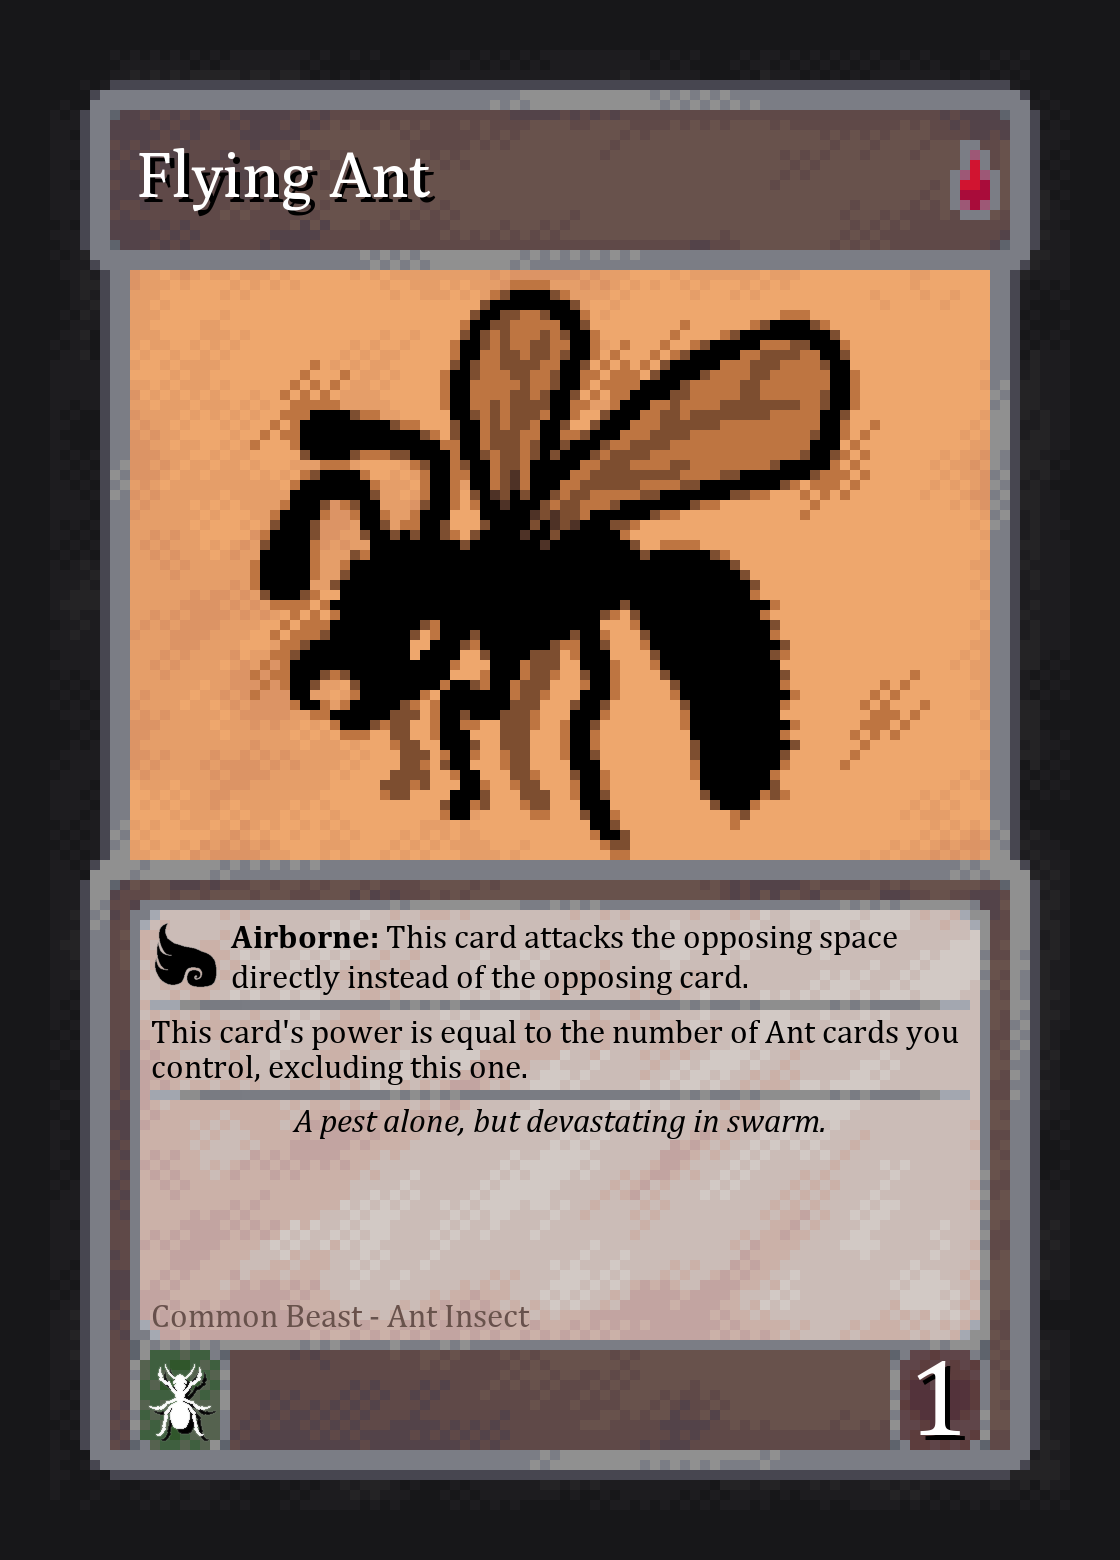 Flying Ant
Airborne: This card attacks the opposing space
directly instead of the opposing card.
This card's power is equal to the number of Ant cards you
control, excluding this one.
A pest alone, but devastating in swarm.
Common Beast - Ant Insect
1